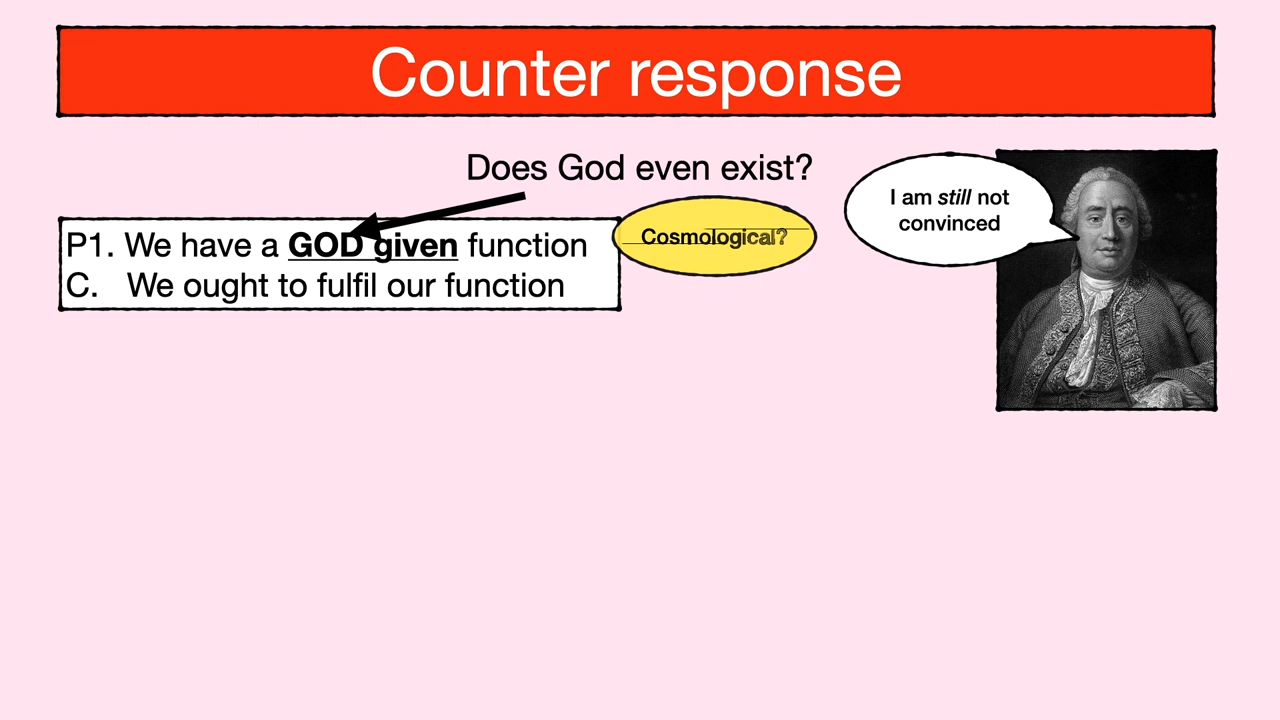 Counter response
Does God even exist?
I am still not
convinced
P1. We have a GOD given function
Cosmological?
C. We ought to fulfil our function